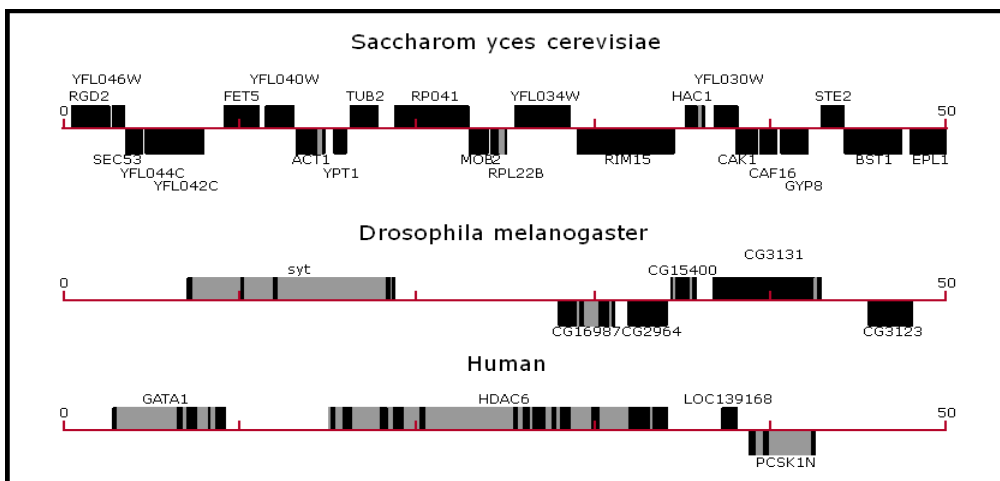 Saccharom yces cerevisiae
YFL046W YFL040W YFL030W
RGD2 FET5 TUB2 RP041 YFL034W HAC1 STE2
0 50
SEC53 ACT1 MOB2 RIM15 CAK1 BST1 EPL1
YFL044C YPT1 RPL22B CAF16
YFL042C GYP8
Drosophila melanogaster
CG3131
syt CG15400
0 50
CG16987 CG2964 CG3123
Human
GATA1 HDAC6 LOC139168
0 50
PCSK1N